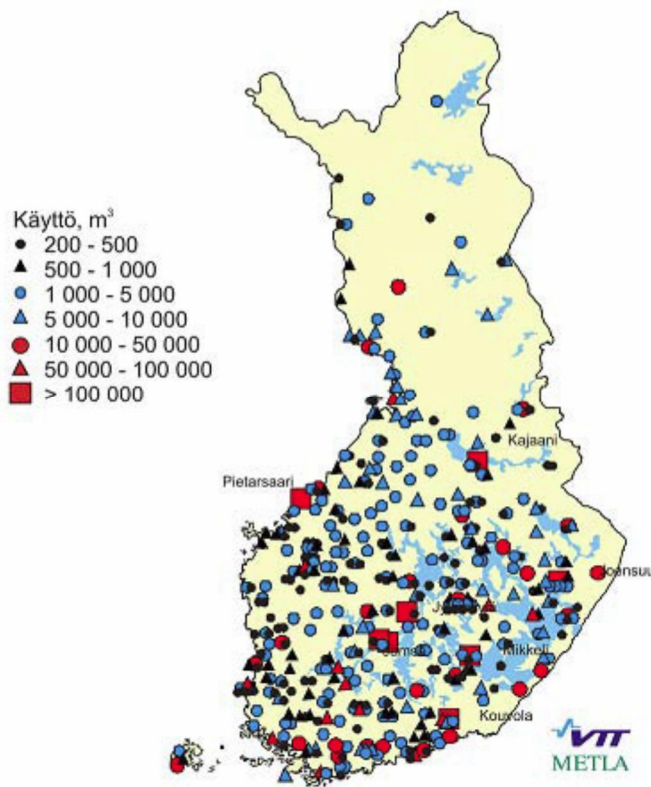 Käyttö, m³
200 - 500
500 - 1 000
1 000 - 5 000
5 000 - 10 000
10 000 - 50 000
50 000 - 100 000
> 100 000
Kajaani
Pietarsaari
Joensuu
Mikkeli
Kouvola
VTT
METLA